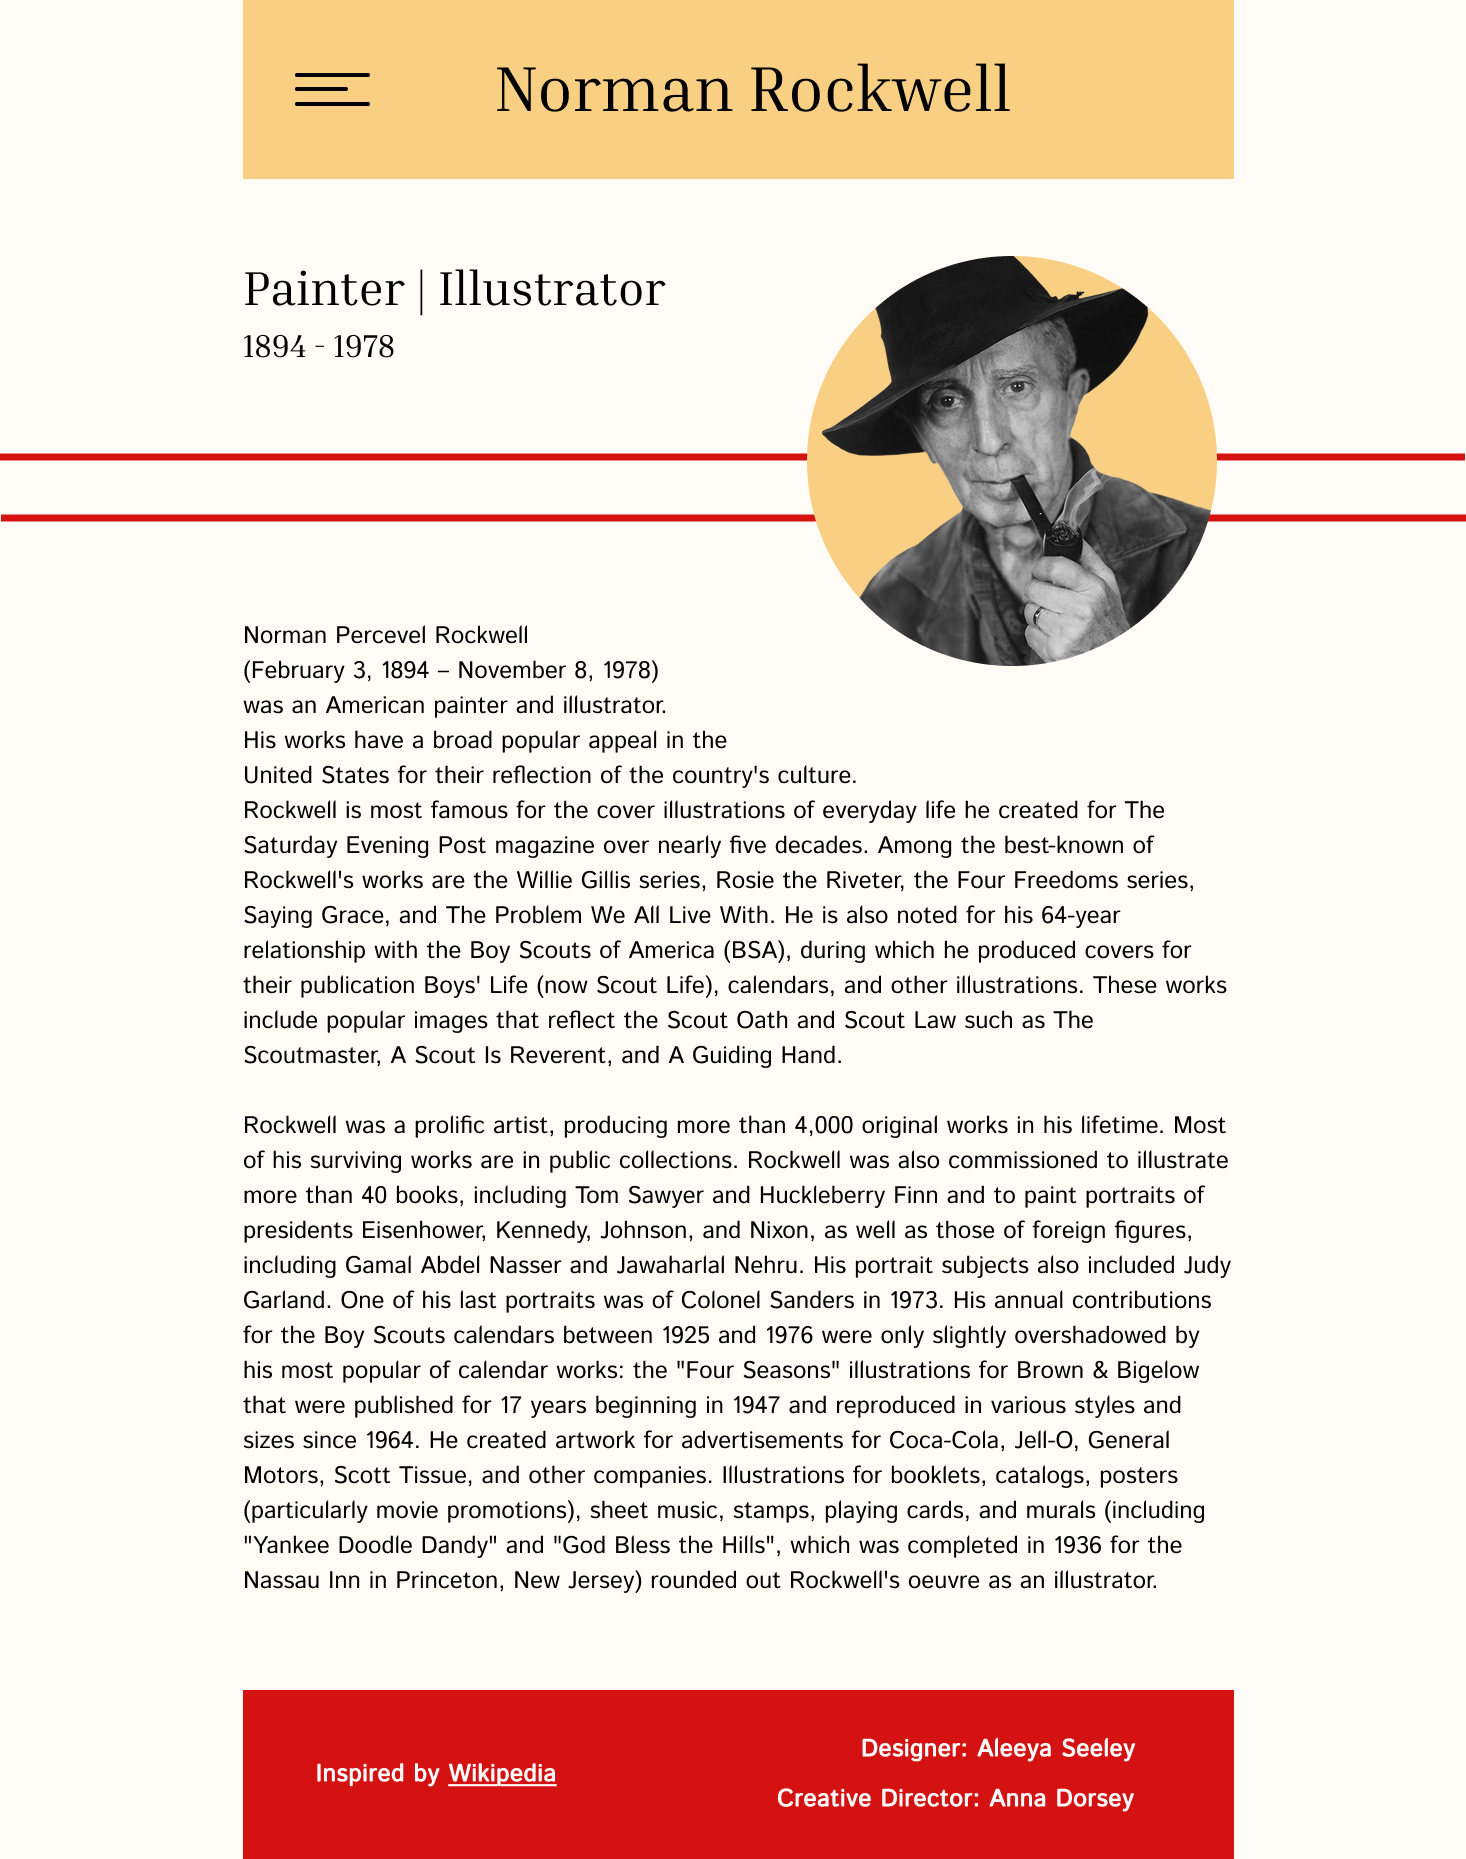 Norman Rockwell
Painter | Illustrator
1894 - 1978
Norman Percevel Rockwell
(February 3, 1894 – November 8, 1978)
was an American painter and illustrator.
His works have a broad popular appeal in the
United States for their reflection of the country's culture.
Rockwell is most famous for the cover illustrations of everyday life he created for The
Saturday Evening Post magazine over nearly five decades. Among the best-known of
Rockwell's works are the Willie Gillis series, Rosie the Riveter, the Four Freedoms series,
Saying Grace, and The Problem We All Live With. He is also noted for his 64-year
relationship with the Boy Scouts of America (BSA), during which he produced covers for
their publication Boys' Life (now Scout Life), calendars, and other illustrations. These works
include popular images that reflect the Scout Oath and Scout Law such as The
Scoutmaster, A Scout Is Reverent, and A Guiding Hand.
Rockwell was a prolific artist, producing more than 4,000 original works in his lifetime. Most
of his surviving works are in public collections. Rockwell was also commissioned to illustrate
more than 40 books, including Tom Sawyer and Huckleberry Finn and to paint portraits of
presidents Eisenhower, Kennedy, Johnson, and Nixon, as well as those of foreign figures,
including Gamal Abdel Nasser and Jawaharlal Nehru. His portrait subjects also included Judy
Garland. One of his last portraits was of Colonel Sanders in 1973. His annual contributions
for the Boy Scouts calendars between 1925 and 1976 were only slightly overshadowed by
his most popular of calendar works: the "Four Seasons" illustrations for Brown & Bigelow
that were published for 17 years beginning in 1947 and reproduced in various styles and
sizes since 1964. He created artwork for advertisements for Coca-Cola, Jell-O, General
Motors, Scott Tissue, and other companies. Illustrations for booklets, catalogs, posters
(particularly movie promotions), sheet music, stamps, playing cards, and murals (including
"Yankee Doodle Dandy" and "God Bless the Hills", which was completed in 1936 for the
Nassau Inn in Princeton, New Jersey) rounded out Rockwell's oeuvre as an illustrator.
Inspired by Wikipedia
Designer: Aleeya Seeley
Creative Director: Anna Dorsey